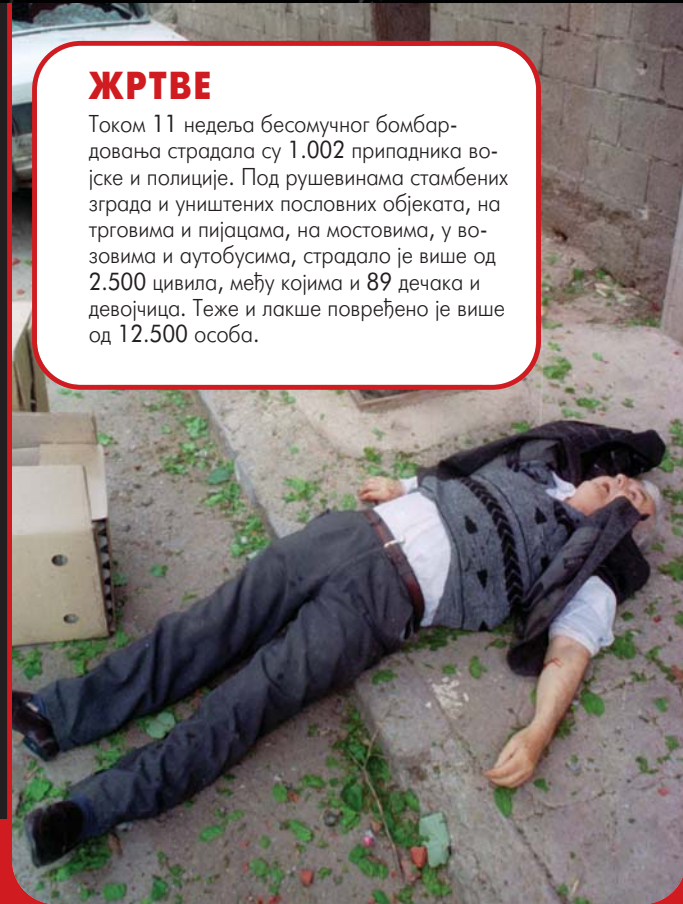 ЖРТВЕ
Током 11 недеља бесомучног бомбар-
довања страдала су 1.002 припадника во-
јске и полиције. Под рушевинама стамбених
зграда и уништених пословних објеката, на
трговима и пијацама, на мостовима, у во-
зовима и аутобусима, страдало је више од
2.500 цивила, међу којима и 89 дечака и
девојчица. Теже и лакше повређено је више
од 12.500 особа.